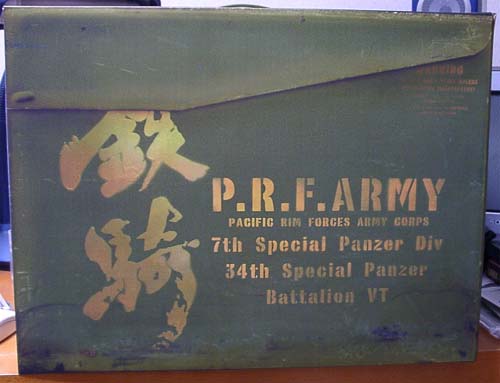 鉄
騎
P.R.F.ARMY
PACIFIC RIM FORCES ARMY CORPS
7th Special Panzer Div
34th Special Panzer
Battalion VT
WARNING